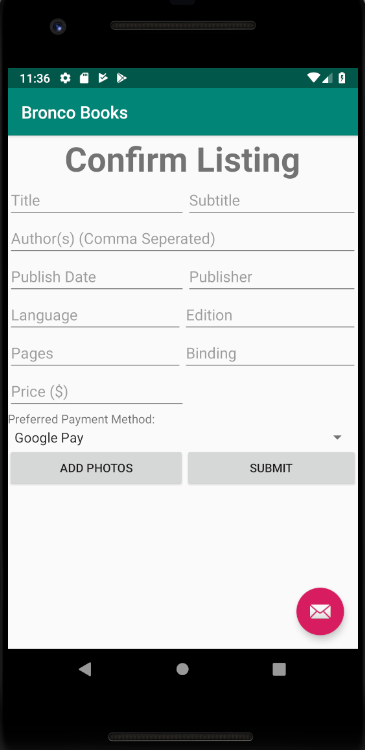 11:36
Bronco Books
Confirm Listing
Title Subtitle
Author(s) (Comma Seperated)
Publish Date Publisher
Language Edition
Pages Binding
Price ($)
Preferred Payment Method:
Google Pay
ADD PHOTOS SUBMIT